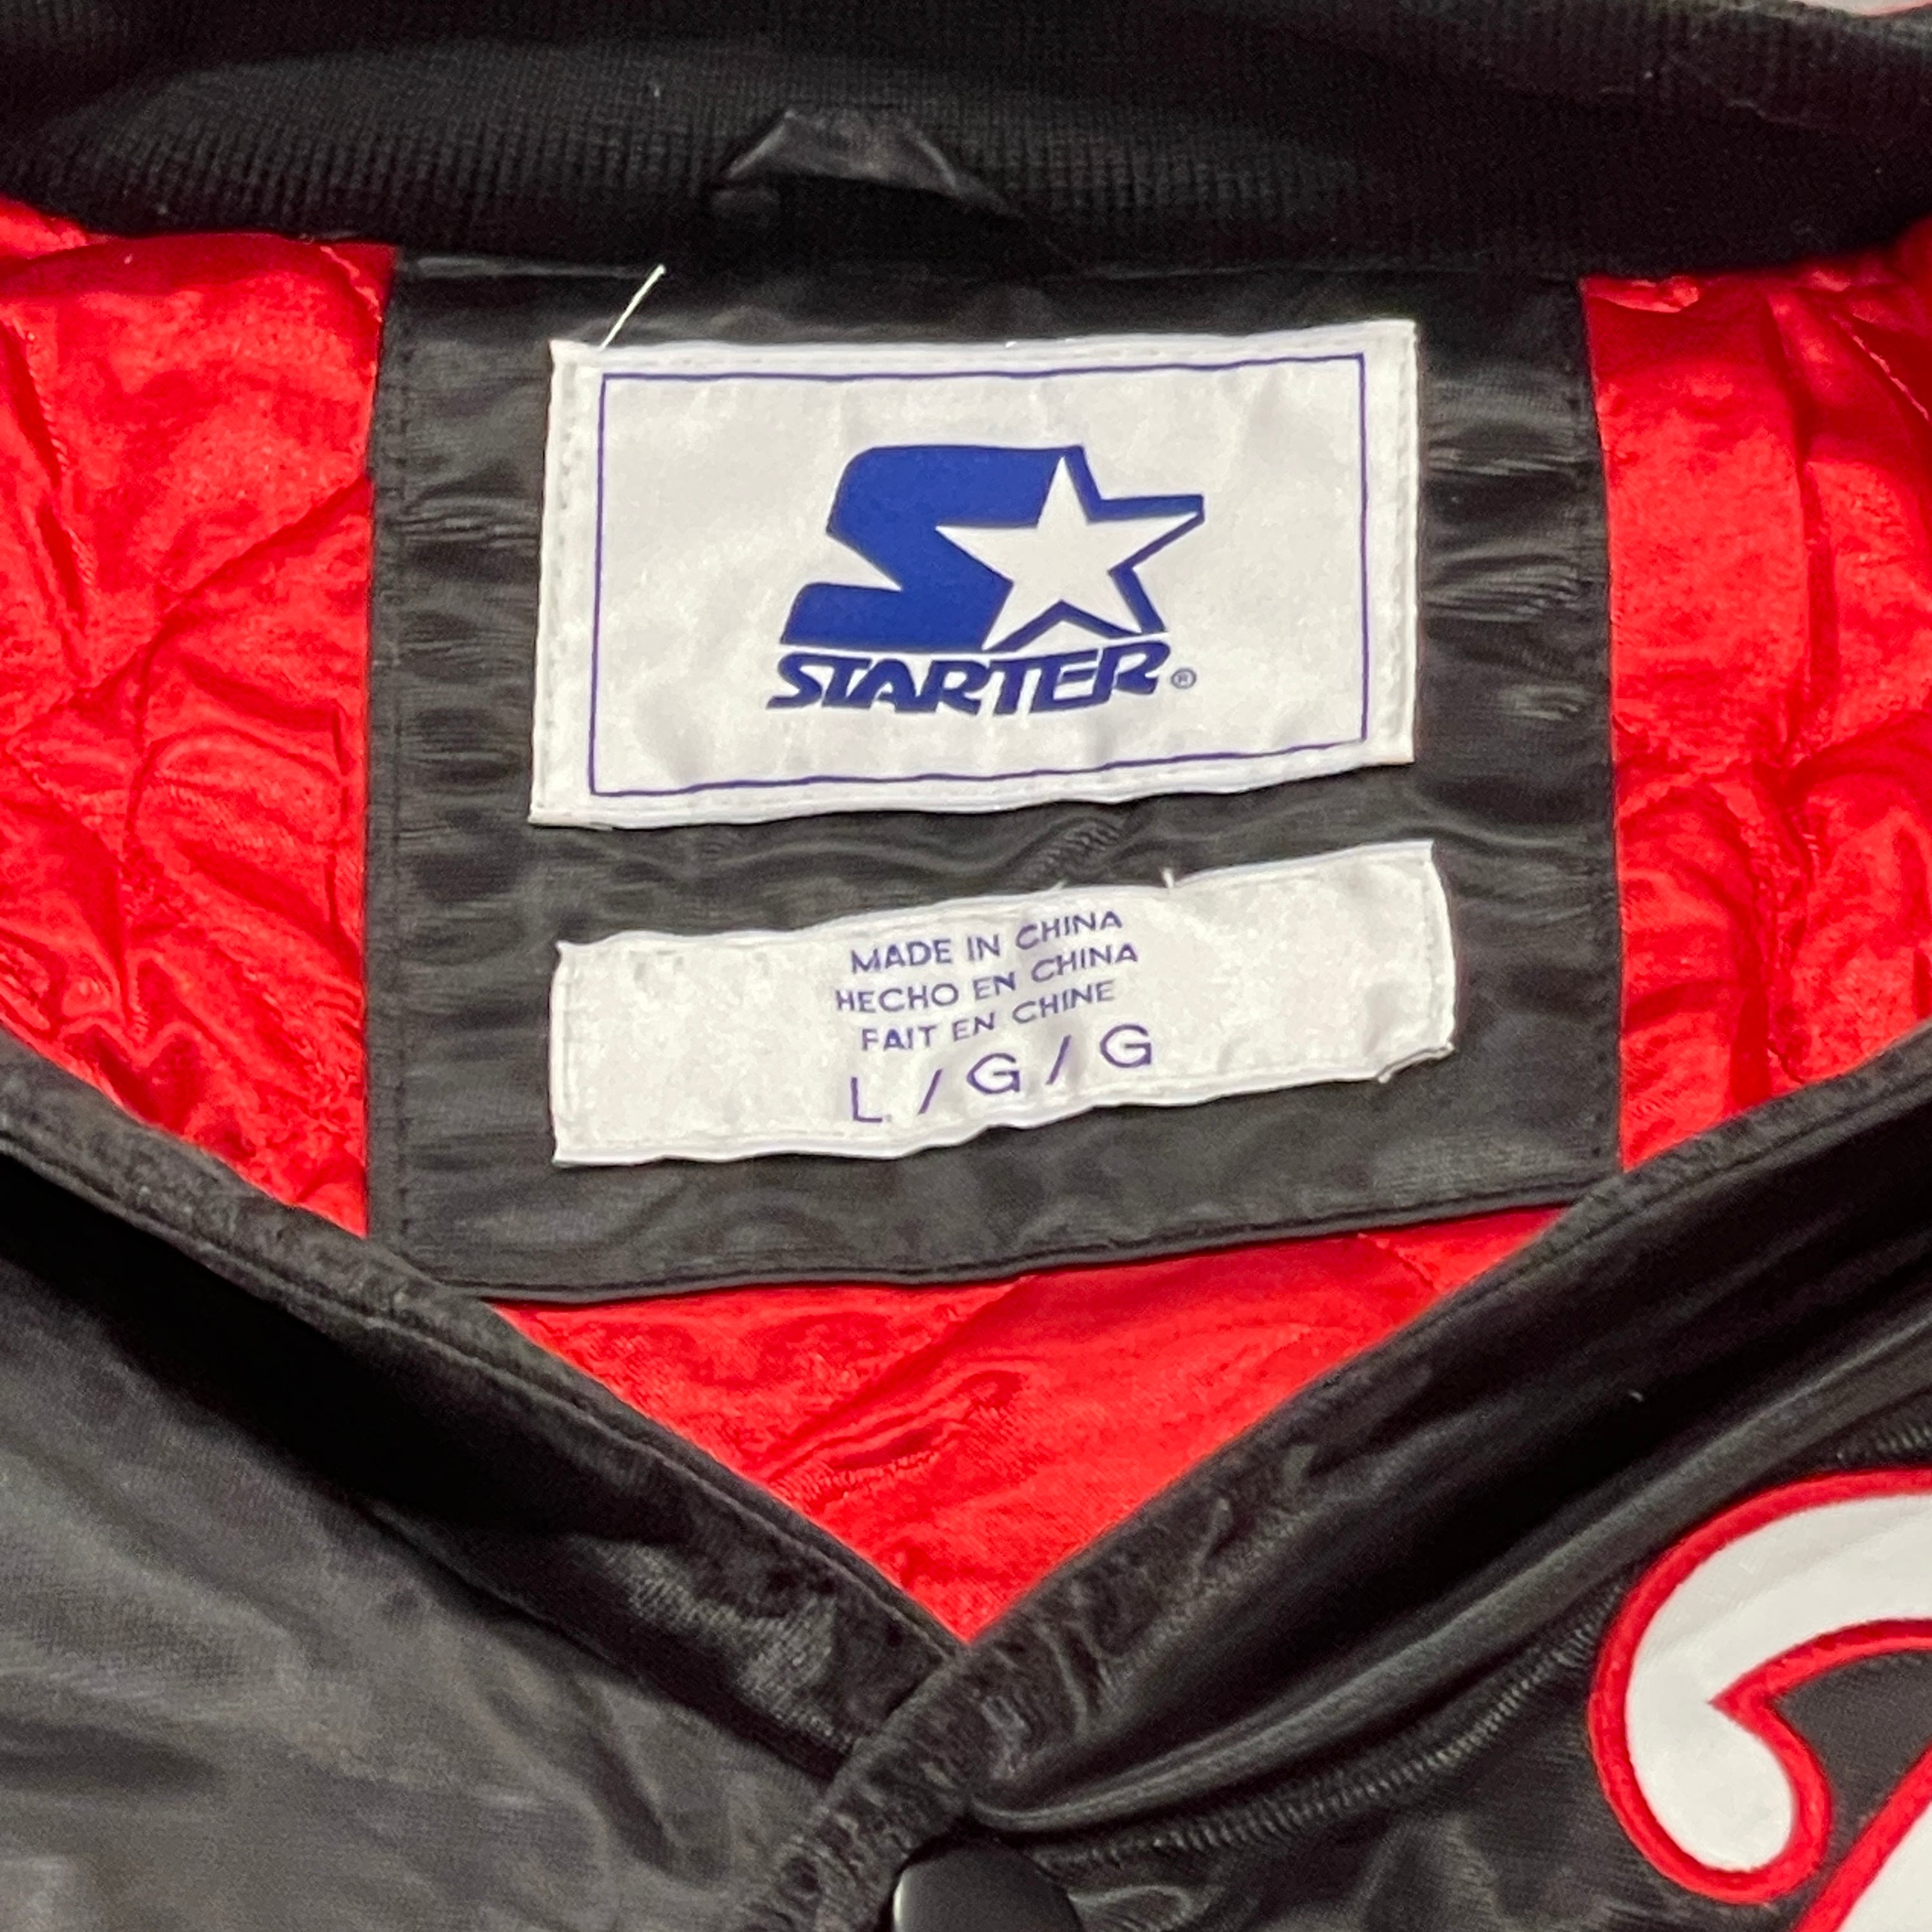 STARTER®
MADE IN CHINA
HECHO EN CHINA
FAIT EN CHINE
L / G / G